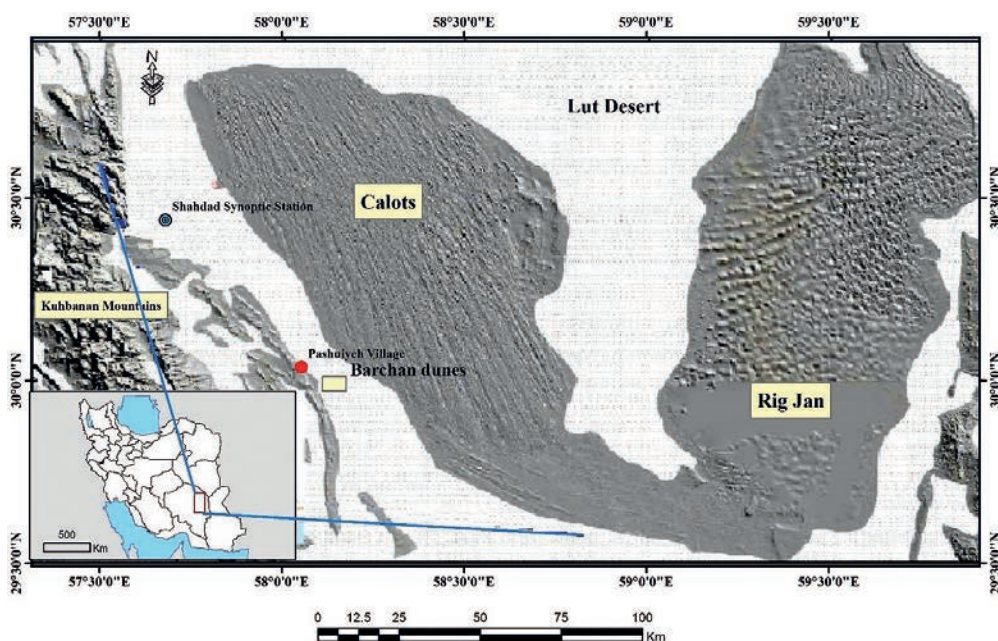 57°30'0"E
58°0'0"E
58°30'0"E
59°0'0"E
59°30'0"E
N
Lut Desert
30°30'0"N
30°30'0"N
Calots
Shahdad Synoptic Station
Kuhbanan Mountains
Pashuiyeh Village
Barchan dunes
30°0'0"N
30°0'0"N
Rig Jan
500
Km
29°30'0"N
29°30'0"N
57°30'0"E
58°0'0"E
58°30'0"E
59°0'0"E
59°30'0"E
0 12.5 25 50 75 100
Km